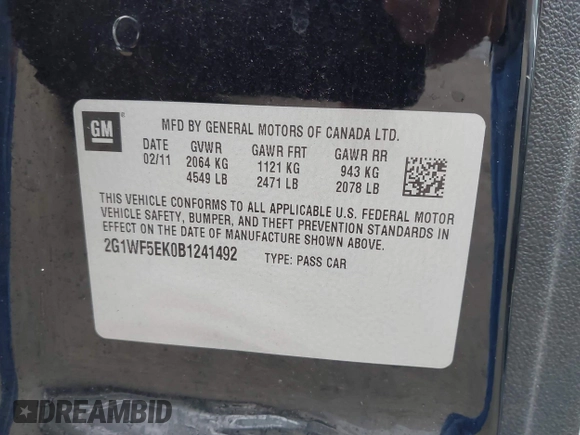 GM
MFD BY GENERAL MOTORS OF CANADA LTD.
DATE GVWR GAWR FRT GAWR RR
02/11 2064 KG 1121 KG 943 KG
4549 LB 2471 LB 2078 LB
THIS VEHICLE CONFORMS TO ALL APPLICABLE U.S. FEDERAL MOTOR
VEHICLE SAFETY, BUMPER, AND THEFT PREVENTION STANDARDS IN
EFFECT ON THE DATE OF MANUFACTURE SHOWN ABOVE.
2G1WF5EK0B1241492 TYPE: PASS CAR
DREAMBID